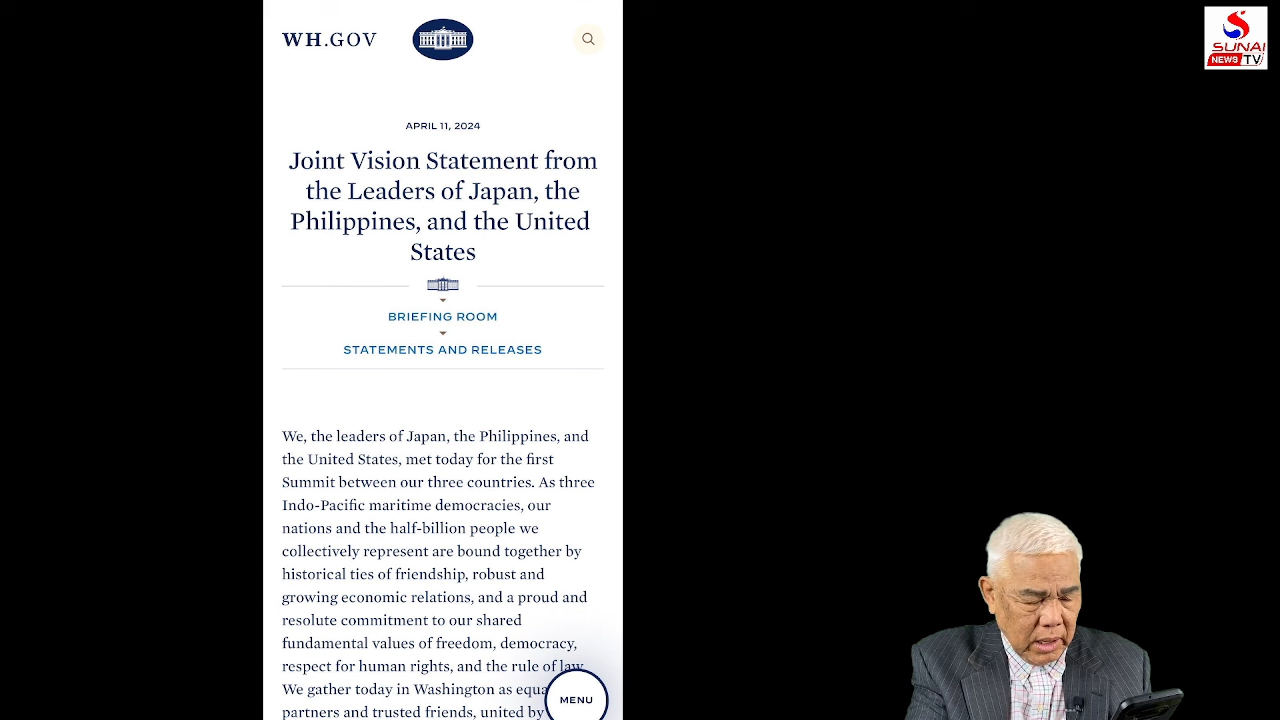 WH.GOV
SUNAI
NEWS TV
APRIL 11, 2024
Joint Vision Statement from
the Leaders of Japan, the
Philippines, and the United
States
BRIEFING ROOM
STATEMENTS AND RELEASES
We, the leaders of Japan, the Philippines, and
the United States, met today for the first
Summit between our three countries. As three
Indo-Pacific maritime democracies, our
nations and the half-billion people we
collectively represent are bound together by
historical ties of friendship, robust and
growing economic relations, and a proud and
resolute commitment to our shared
fundamental values of freedom, democracy,
respect for human rights, and the rule of law.
We gather today in Washington as equa
partners and trusted friends, united by
MENU